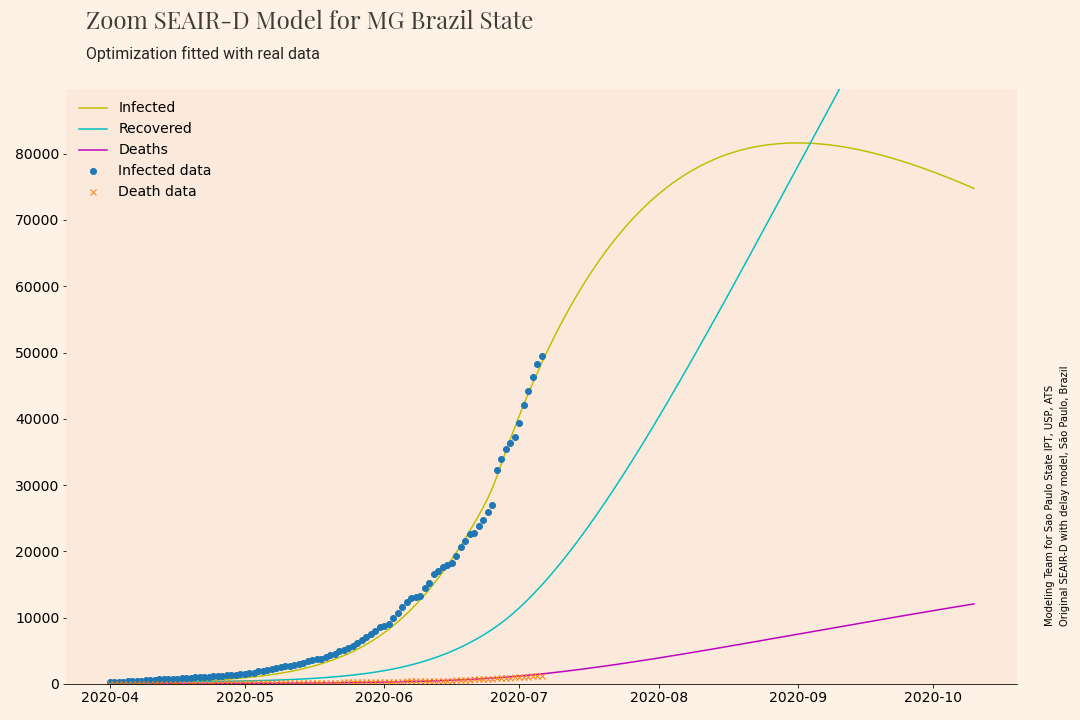 Zoom SEAIR-D Model for MG Brazil State
Optimization fitted with real data
Infected
Recovered
Deaths
Infected data
Death data
80000
70000
60000
50000
40000
30000
20000
10000
0
2020-04
2020-05
2020-06
2020-07
2020-08
2020-09
2020-10
Modeling Team for Sao Paulo State IPT, USP, ATS
Original SEAIR-D with delay model, São Paulo, Brazil